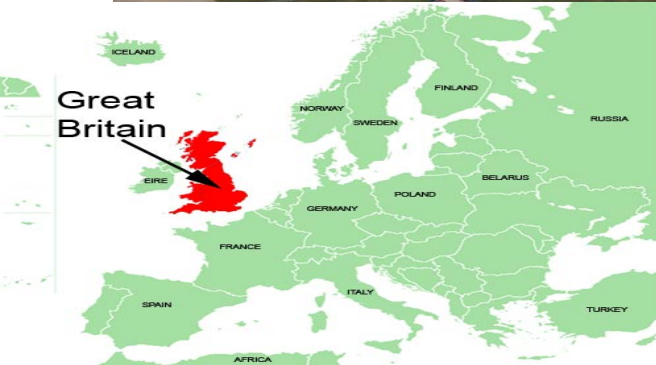 ICELAND
Great
Britain
FINLAND
NORWAY
SWEDEN
RUSSIA
EIRE
BELARUS
POLAND
GERMANY
FRANCE
ITALY
SPAIN
TURKEY
AFRICA